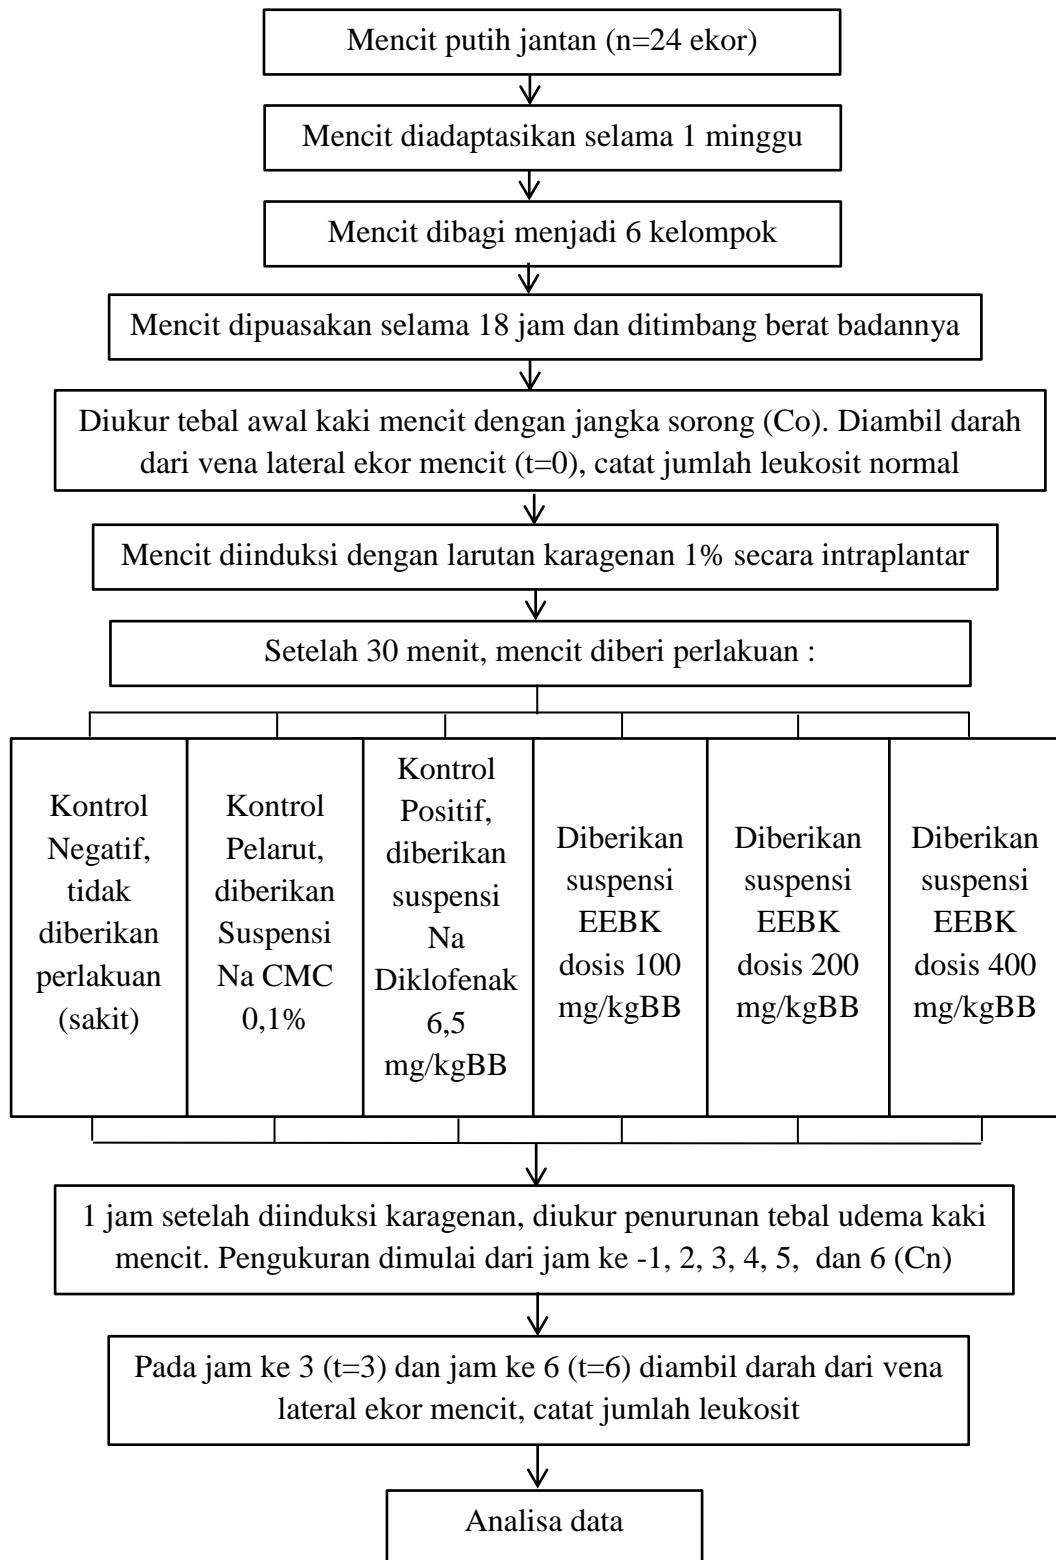 Mencit putih jantan (n=24 ekor)
Mencit diadaptasikan selama 1 minggu
Mencit dibagi menjadi 6 kelompok
Mencit dipuasakan selama 18 jam dan ditimbang berat badannya
Diukur tebal awal kaki mencit dengan jangka sorong (Co). Diambil darah
dari vena lateral ekor mencit (t=0), catat jumlah leukosit normal
Mencit diinduksi dengan larutan karagenan 1% secara intraplantar
Setelah 30 menit, mencit diberi perlakuan :
Kontrol
Negatif,
tidak
diberikan
perlakuan
(sakit)
Kontrol
Pelarut,
diberikan
Suspensi
Na CMC
0,1%
Kontrol
Positif,
diberikan
suspensi
Na
Diklofenak
6,5
mg/kgBB
Diberikan
suspensi
EEBK
dosis 100
mg/kgBB
Diberikan
suspensi
EEBK
dosis 200
mg/kgBB
Diberikan
suspensi
EEBK
dosis 400
mg/kgBB
1 jam setelah diinduksi karagenan, diukur penurunan tebal udema kaki
mencit. Pengukuran dimulai dari jam ke -1, 2, 3, 4, 5, dan 6 (Cn)
Pada jam ke 3 (t=3) dan jam ke 6 (t=6) diambil darah dari vena
lateral ekor mencit, catat jumlah leukosit
Analisa data